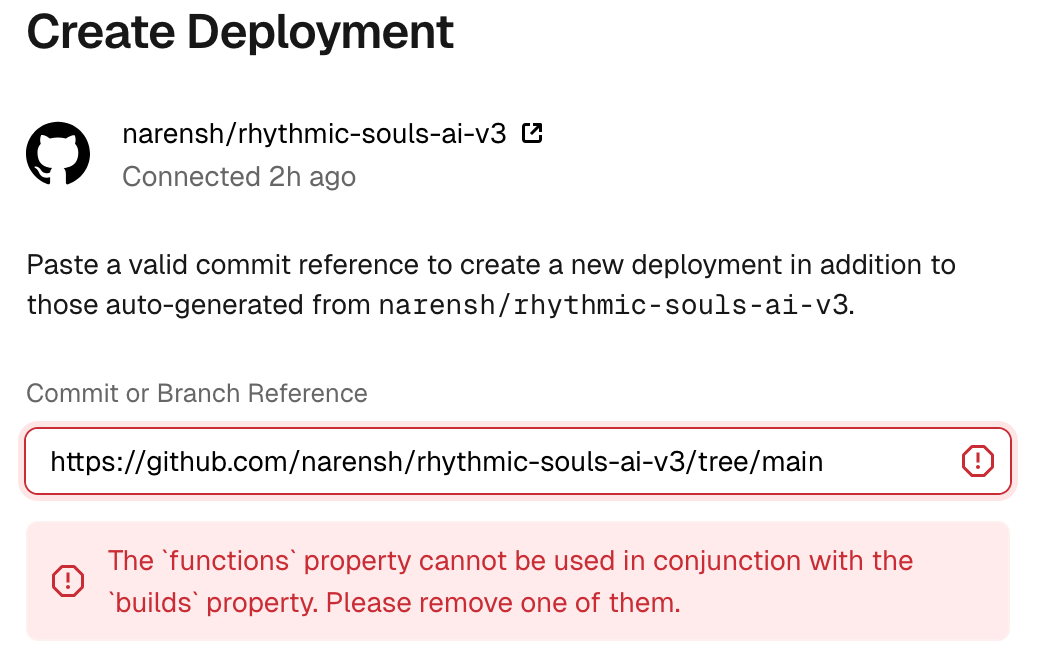 Create Deployment
narensh/rhythmic-souls-ai-v3
Connected 2h ago
Paste a valid commit reference to create a new deployment in addition to
those auto-generated from narensh/rhythmic-souls-ai-v3.
Commit or Branch Reference
https://github.com/narensh/rhythmic-souls-ai-v3/tree/main
The `functions` property cannot be used in conjunction with the
`builds` property. Please remove one of them.